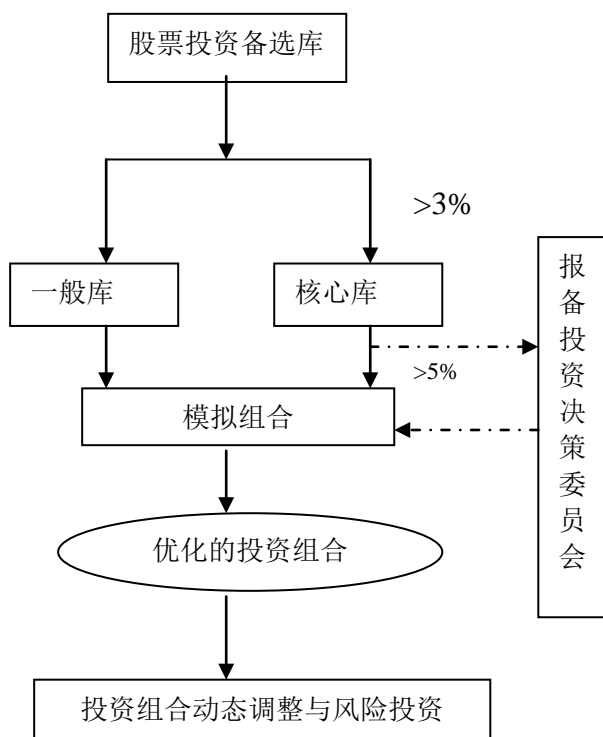 股票投资备选库
>3%
一般库
核心库
报备投资决策委员会
>5%
模拟组合
优化的投资组合
投资组合动态调整与风险投资